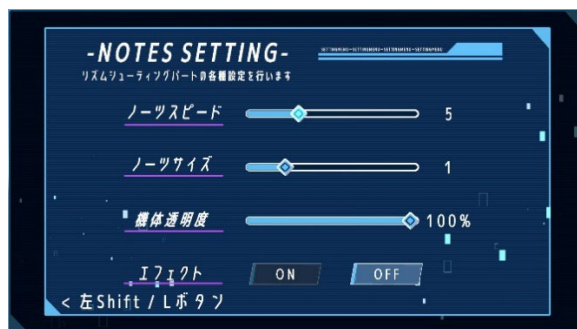 -NOTES SETTING-
リズムシューティングパートの各種設定を行います
ノーツスピード 5
ノーツサイズ 1
機体透明度 100%
エフェクト ON OFF
< 左Shift / Lボタン